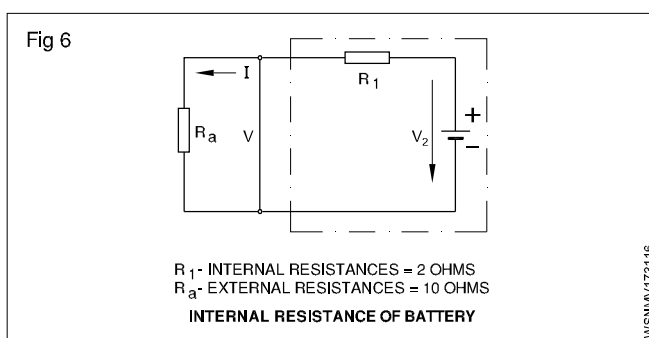 Fig 6
I
R1
Ra
V
V2
+
−
R1- INTERNAL RESISTANCES = 2 OHMS
Ra- EXTERNAL RESISTANCES = 10 OHMS
INTERNAL RESISTANCE OF BATTERY